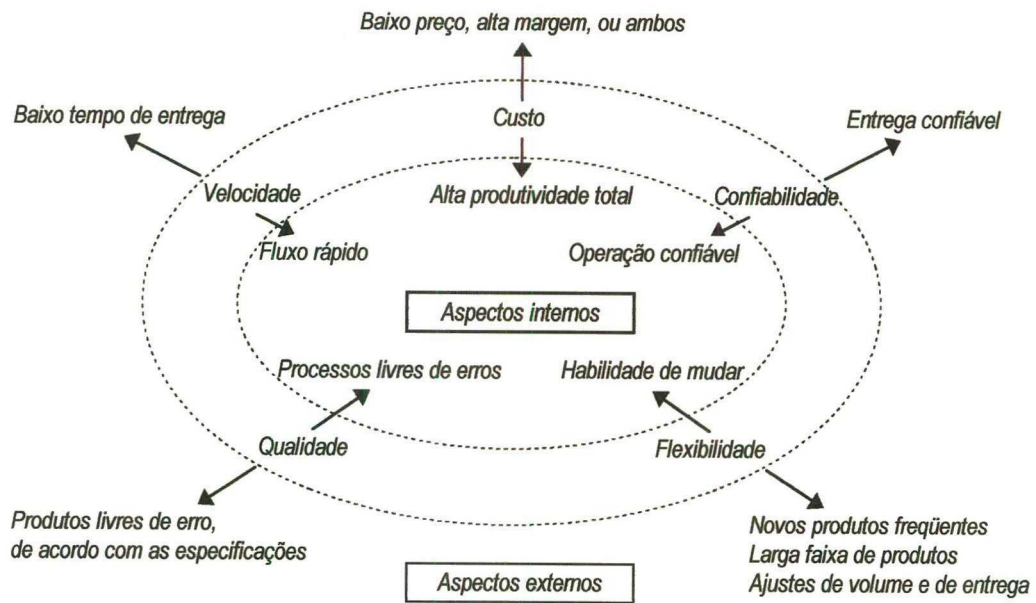 Baixo preço, alta margem, ou ambos
Baixo tempo de entrega
Custo
Entrega confiável
Velocidade
Alta produtividade total
Confiabilidade
Fluxo rápido
Operação confiável
Aspectos internos
Processos livres de erros
Habilidade de mudar
Qualidade
Flexibilidade
Produtos livres de erro,
de acordo com as especificações
Novos produtos freqüentes
Larga faixa de produtos
Ajustes de volume e de entrega
Aspectos externos